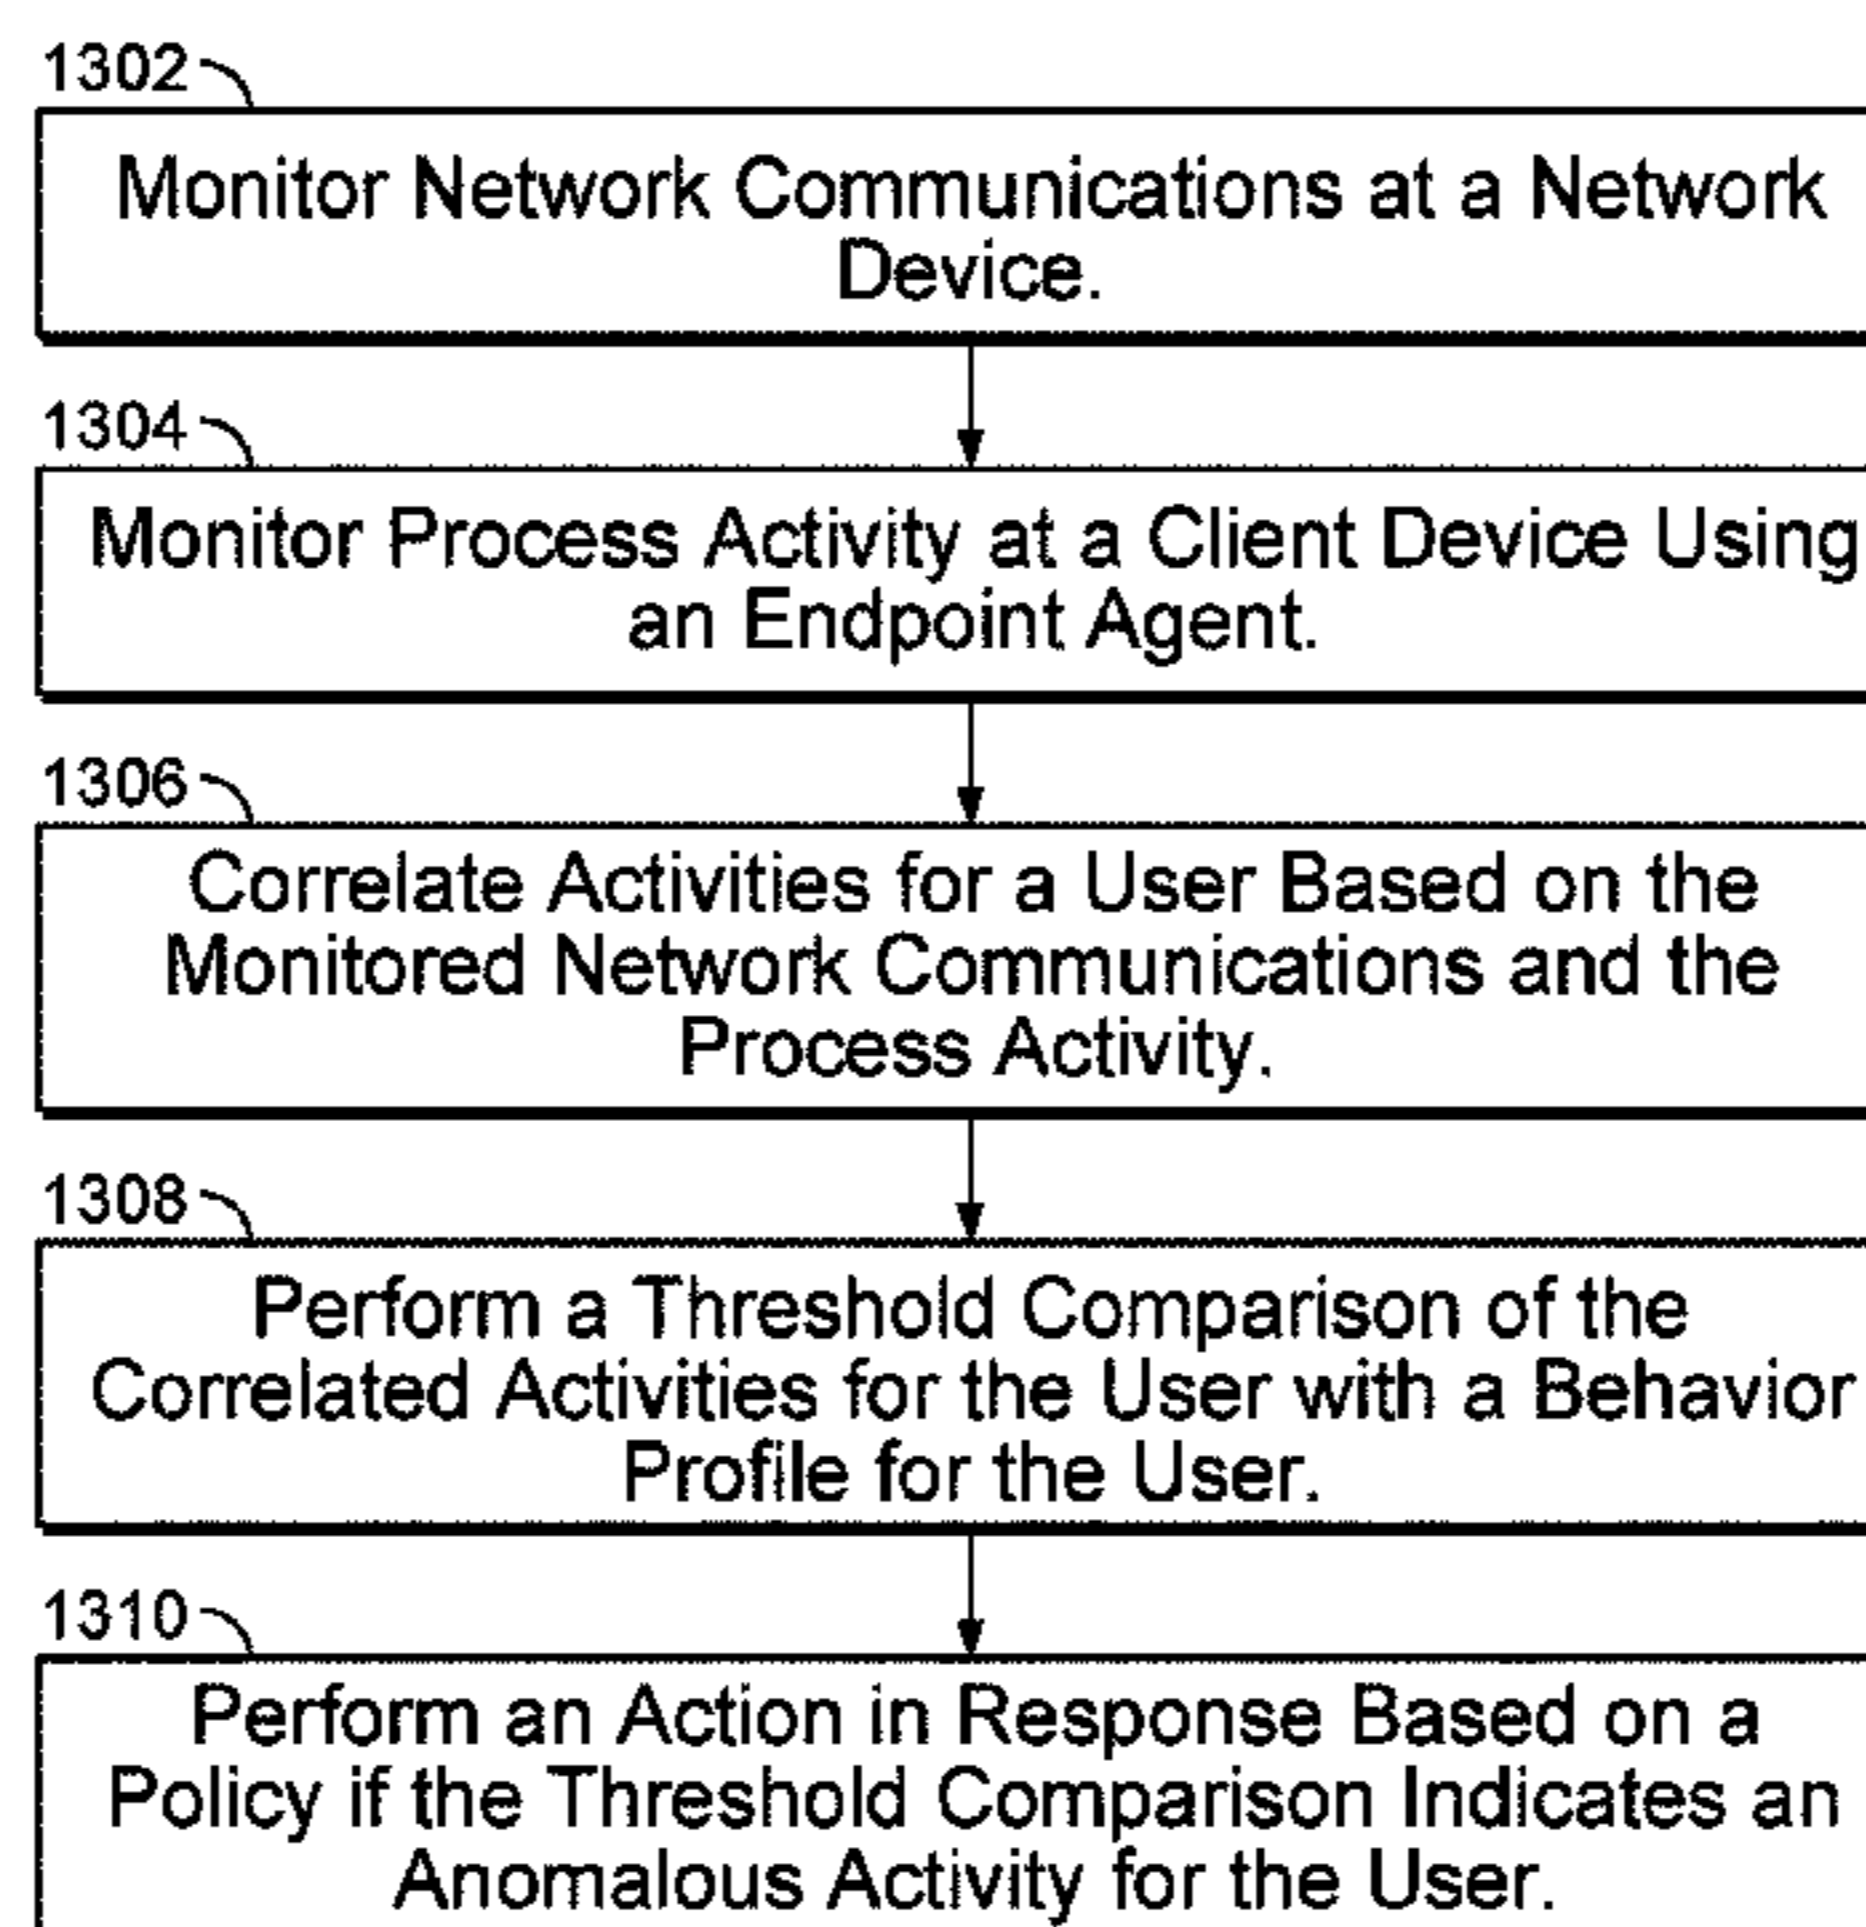 1302
Monitor Network Communications at a Network
Device.
1304
Monitor Process Activity at a Client Device Using
an Endpoint Agent.
1306
Correlate Activities for a User Based on the
Monitored Network Communications and the
Process Activity.
1308
Perform a Threshold Comparison of the
Correlated Activities for the User with a Behavior
Profile for the User.
1310
Perform an Action in Response Based on a
Policy if the Threshold Comparison Indicates an
Anomalous Activity for the User.